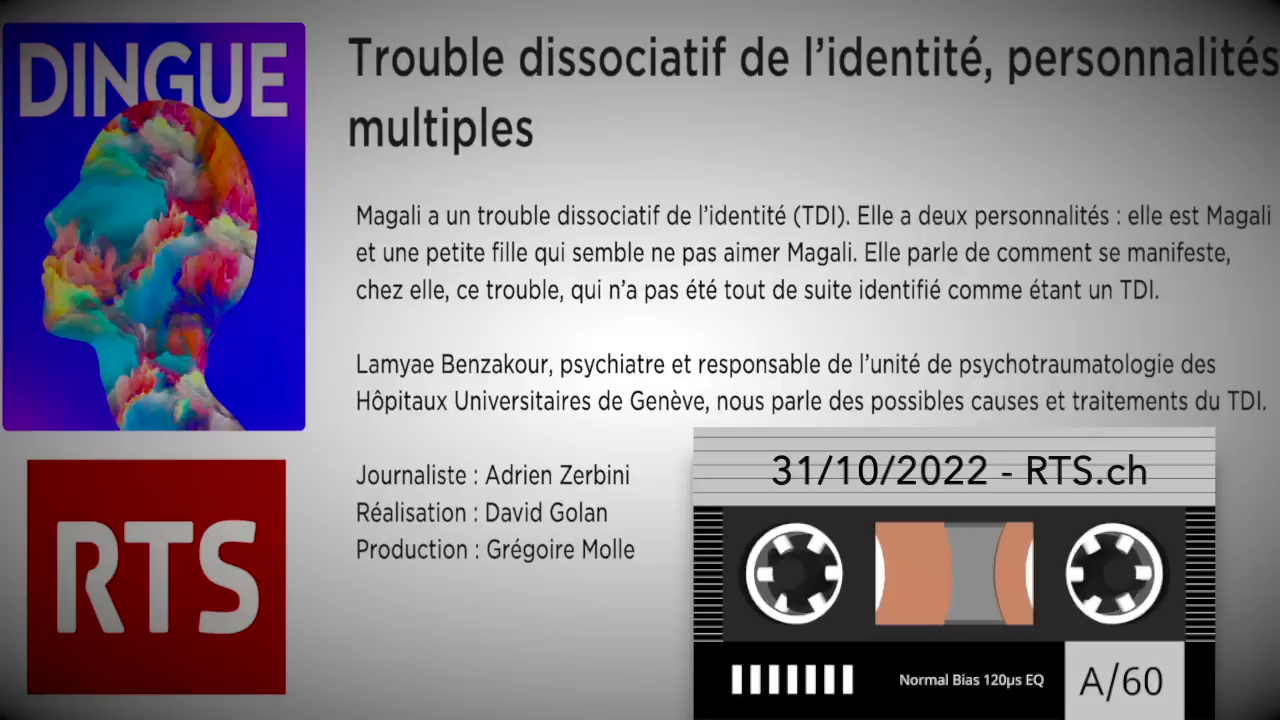 DINGUE
Trouble dissociatif de l’identité, personnalités
multiples
Magali a un trouble dissociatif de l’identité (TDI). Elle a deux personnalités : elle est Magali
et une petite fille qui semble ne pas aimer Magali. Elle parle de comment se manifeste,
chez elle, ce trouble, qui n’a pas été tout de suite identifié comme étant un TDI.
Lamyae Benzakour, psychiatre et responsable de l’unité de psychotraumatologie des
Hôpitaux Universitaires de Genève, nous parle des possibles causes et traitements du TDI.
Journaliste : Adrien Zerbini
Réalisation : David Golan
Production : Grégoire Molle
RTS
31/10/2022 - RTS.ch
Normal Bias 120µs EQ
A/60